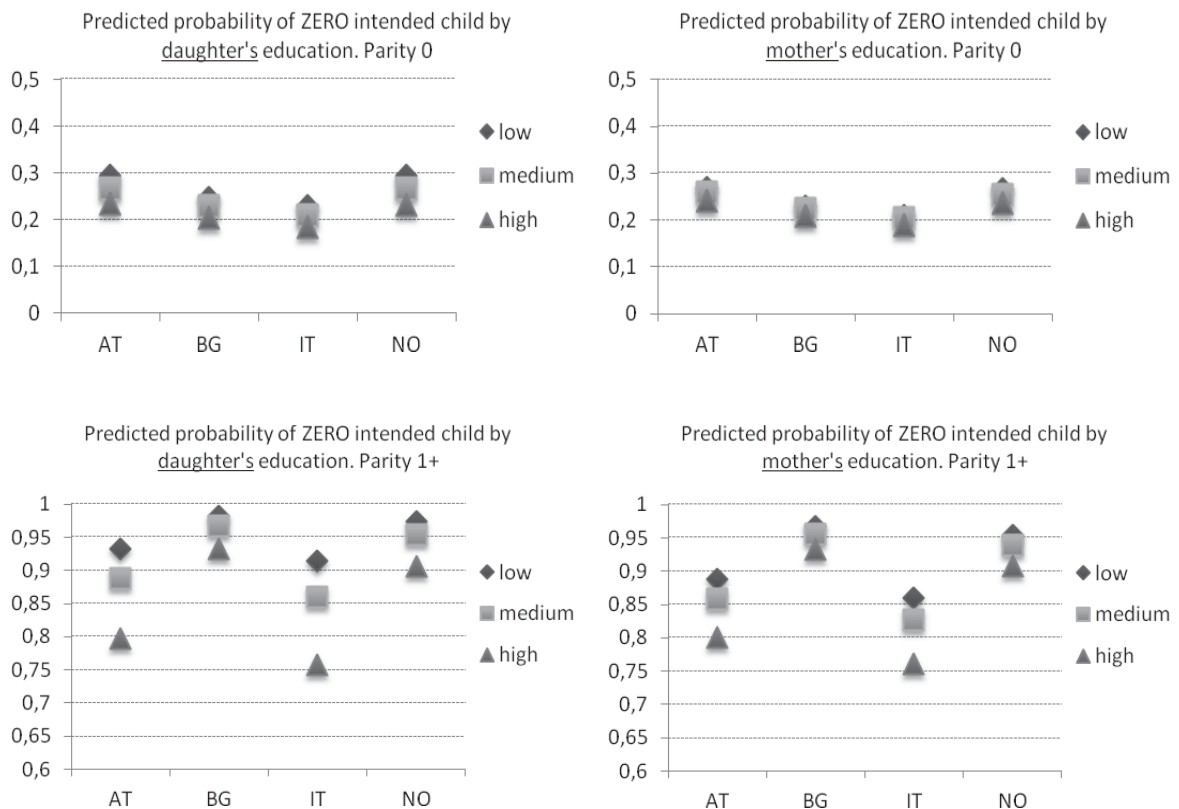 Predicted probability of ZERO intended child by
daughter's education. Parity 0
0,5
0,4
0,3
0,2
0,1
0
AT BG IT NO
low
medium
high
Predicted probability of ZERO intended child by
mother's education. Parity 0
0,5
0,4
0,3
0,2
0,1
0
AT BG IT NO
low
medium
high
Predicted probability of ZERO intended child by
daughter's education. Parity 1+
1
0,95
0,9
0,85
0,8
0,75
0,7
0,65
0,6
AT BG IT NO
low
medium
high
Predicted probability of ZERO intended child by
mother's education. Parity 1+
1
0,95
0,9
0,85
0,8
0,75
0,7
0,65
0,6
AT BG IT NO
low
medium
high